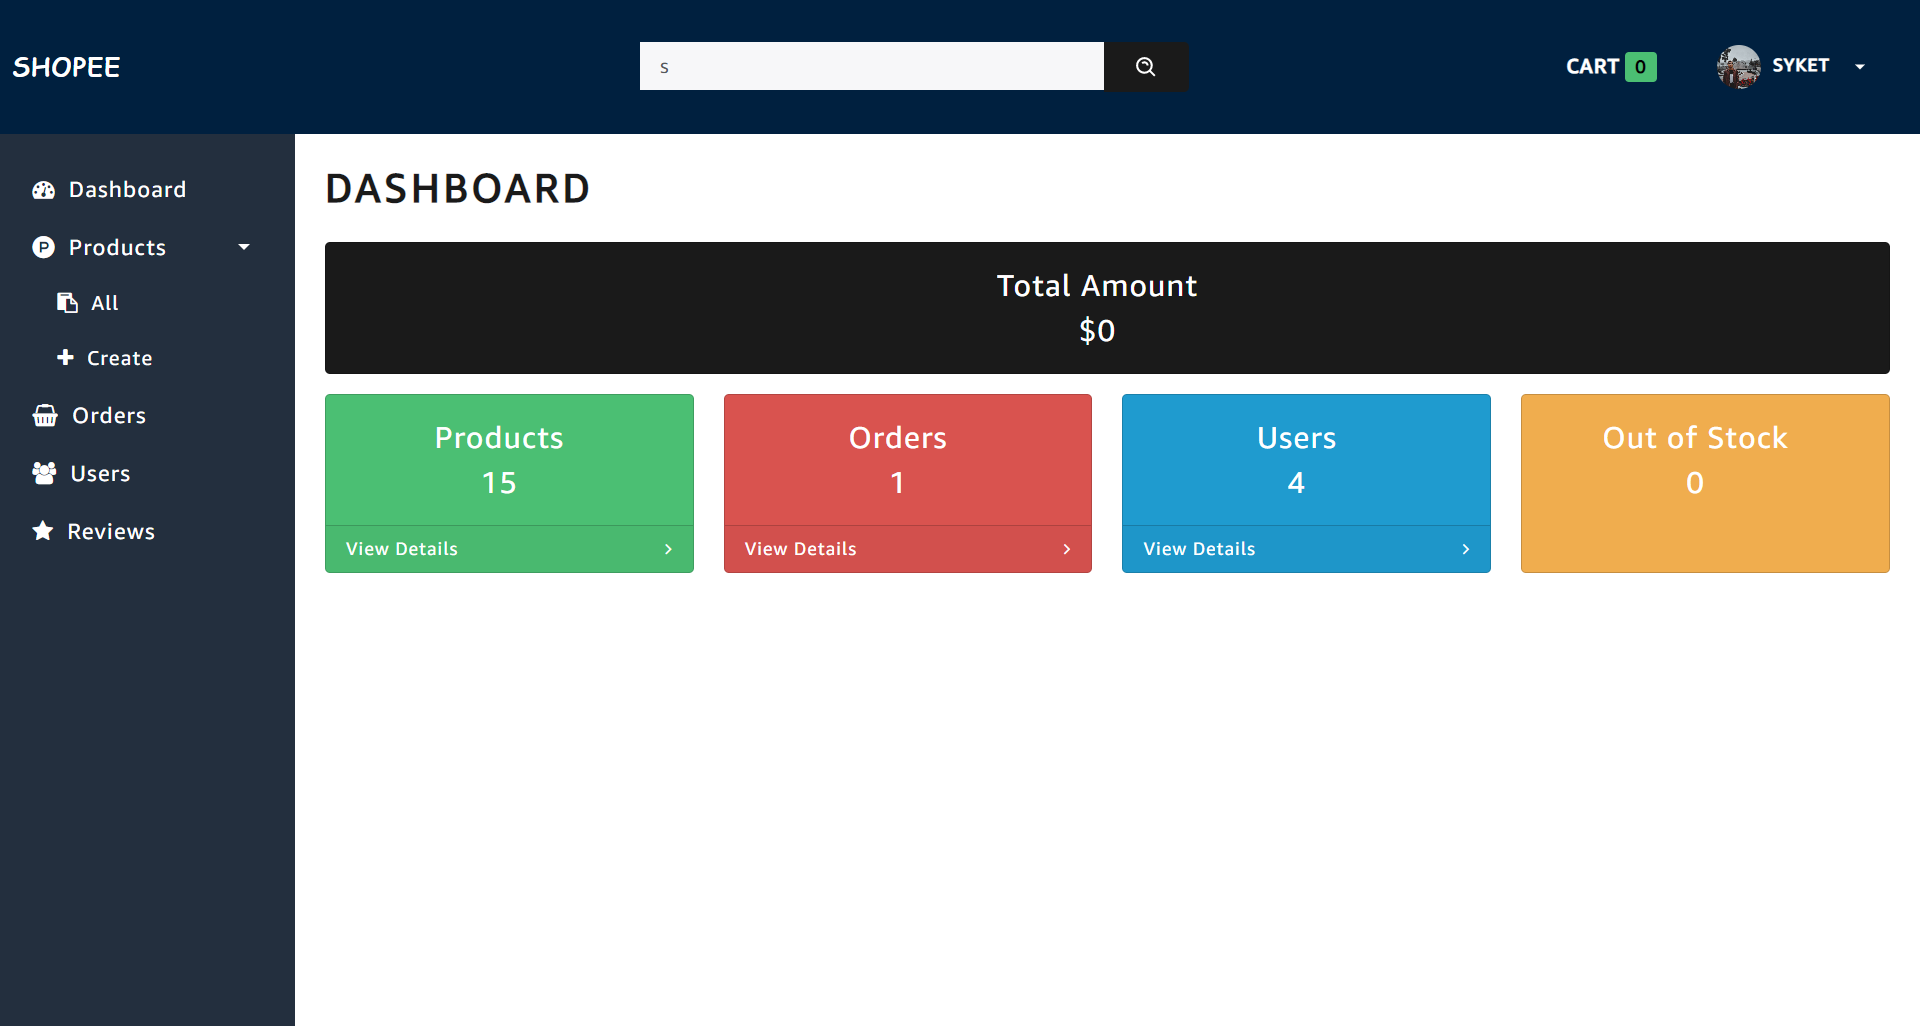 SHOPEE
s
CART 0
SYKET
Dashboard
Products
All
Create
Orders
Users
Reviews
DASHBOARD
Total Amount
$0
Products
15
View Details
Orders
1
View Details
Users
4
View Details
Out of Stock
0